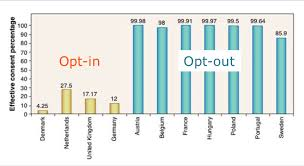 Effective consent percentage
100
90
80
70
60
50
40
30
20
10
0
Opt-in
Opt-out
4.25
27.5
17.17
12
99.98
98
99.91
99.97
99.5
99.64
85.9
Denmark
Netherlands
United Kingdom
Germany
Austria
Belgium
France
Hungary
Poland
Portugal
Sweden